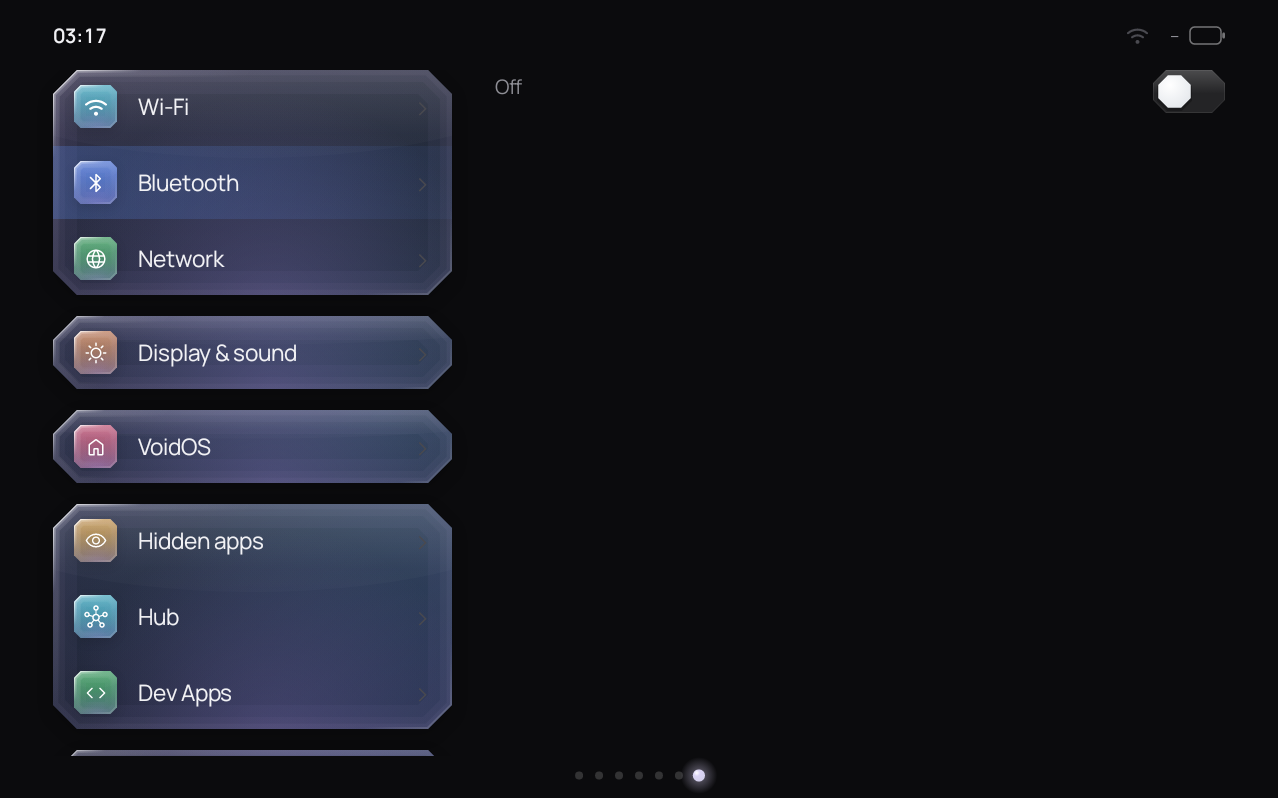 03:17
–
Wi-Fi
Off
Bluetooth
Network
Display & sound
VoidOS
Hidden apps
Hub
Dev Apps